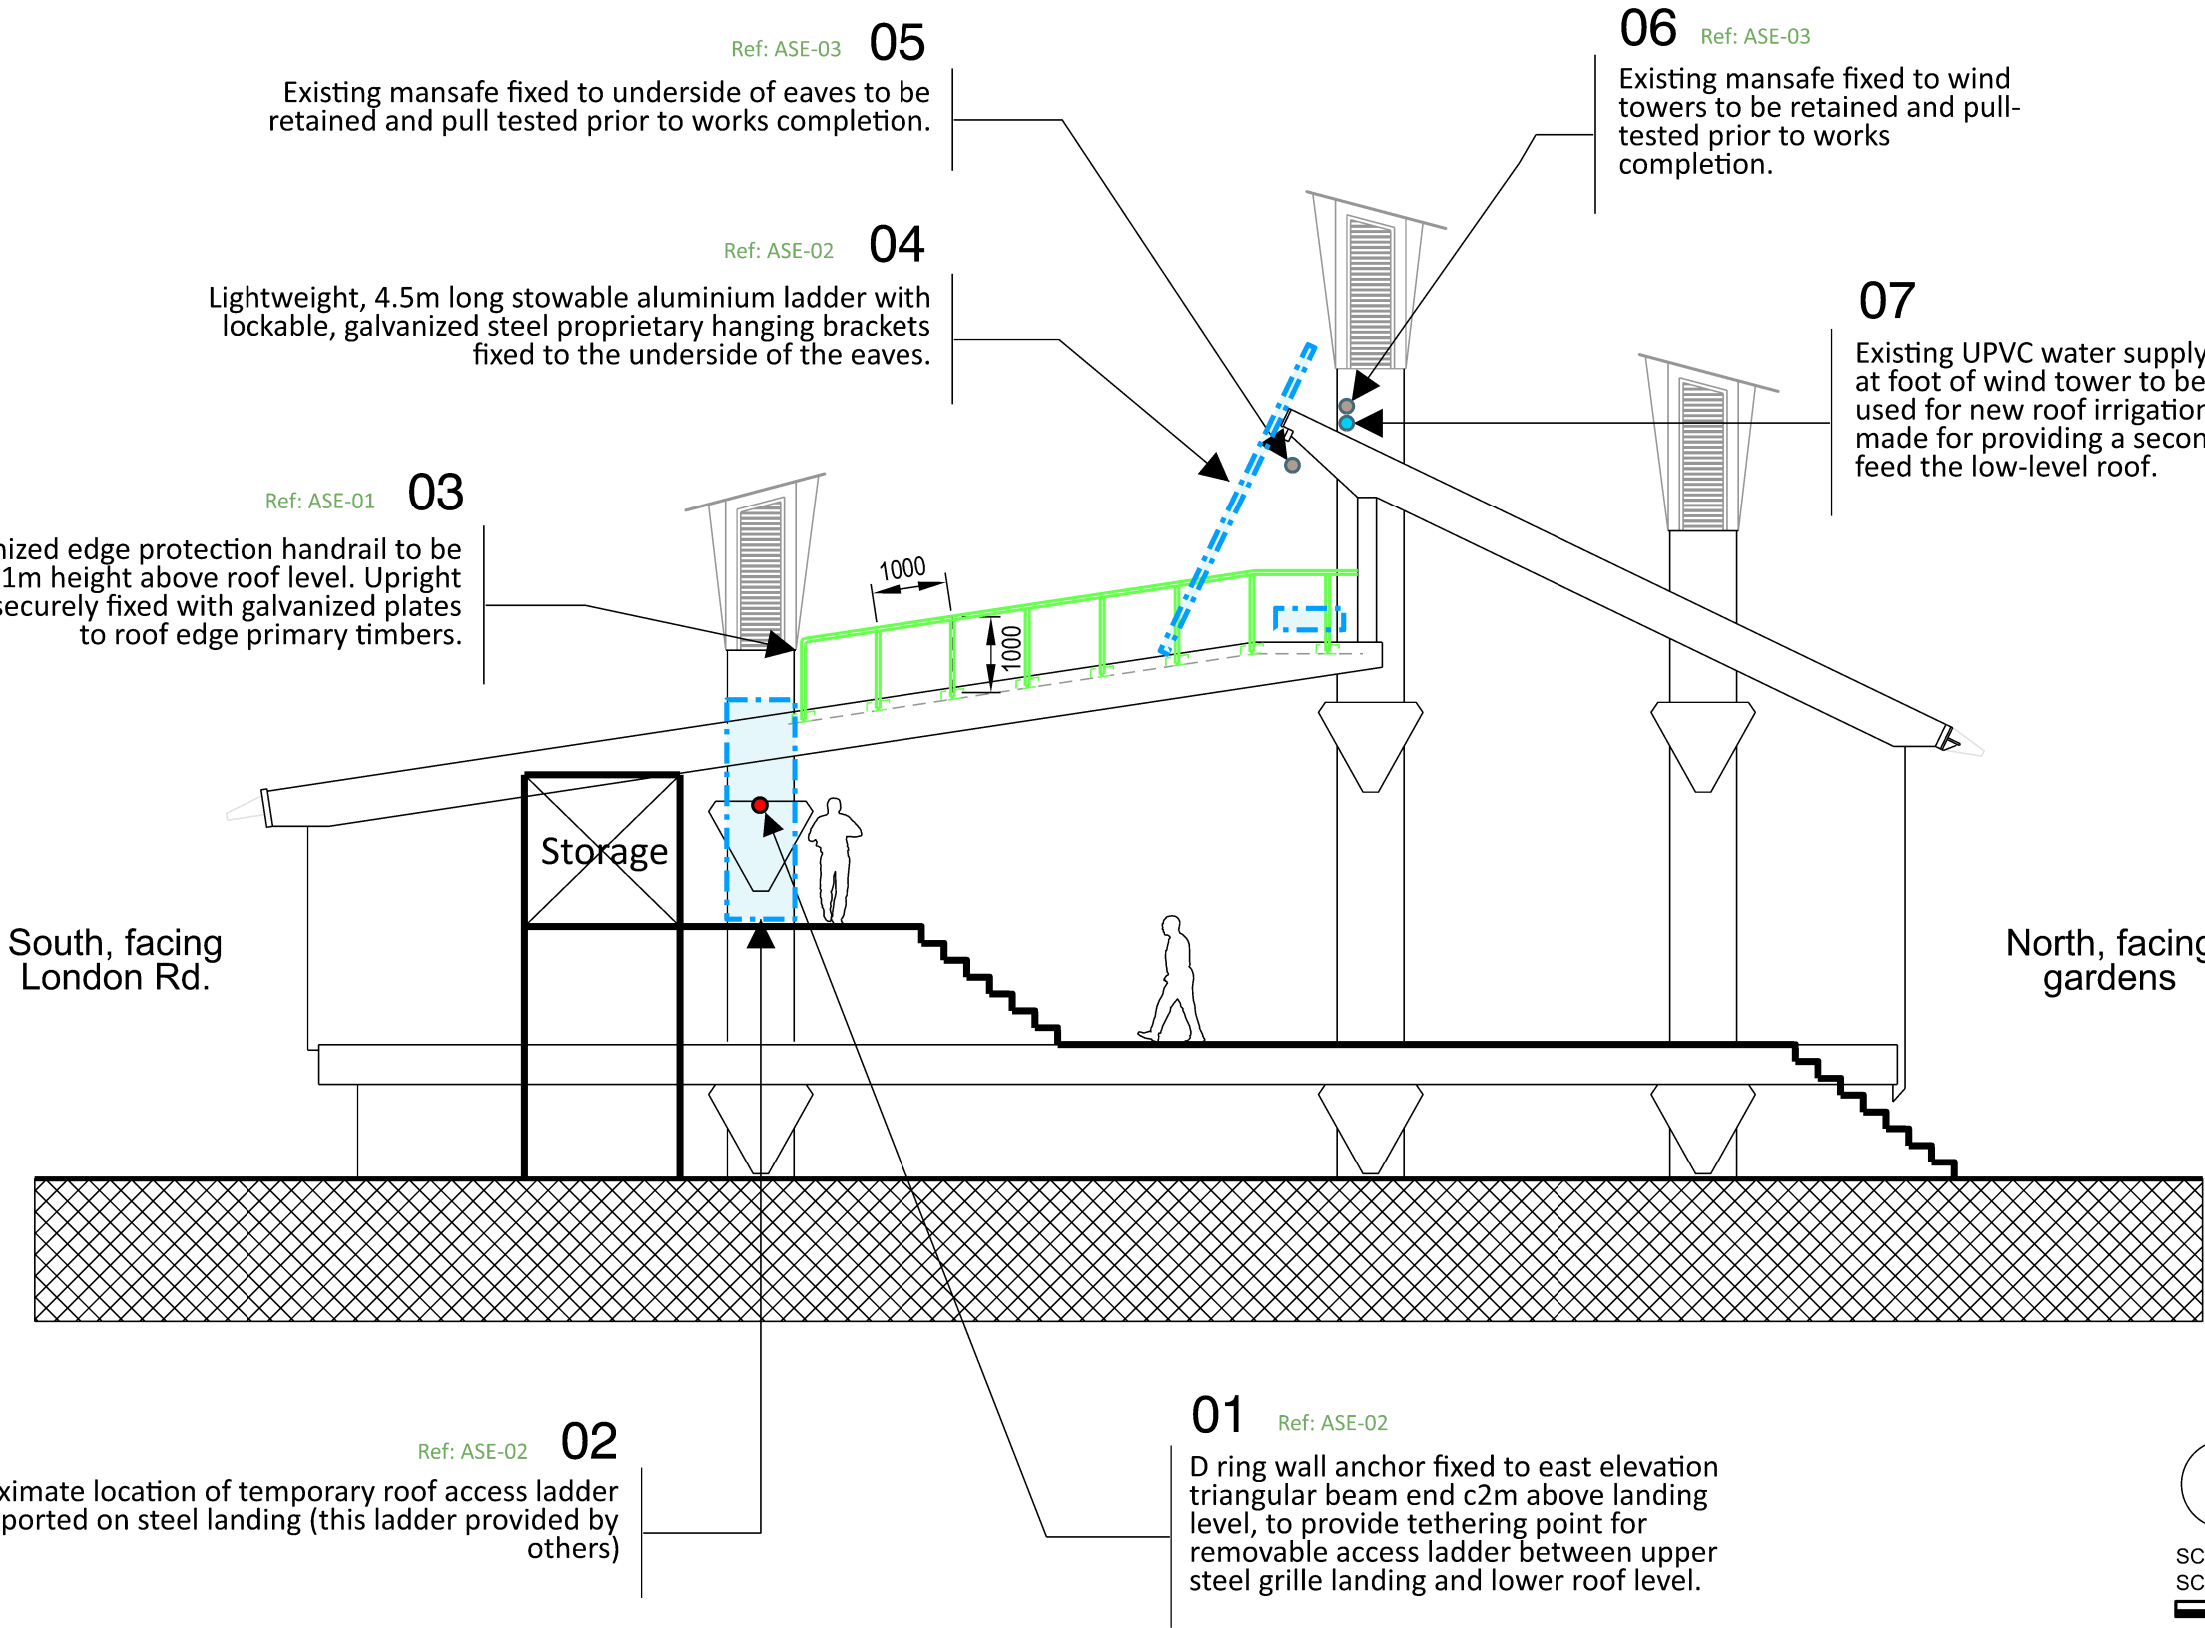 05 Ref: ASE-03
Existing mansafe fixed to underside of eaves to be
retained and pull tested prior to works completion.
06 Ref: ASE-03
Existing mansafe fixed to wind
towers to be retained and pull-
tested prior to works
completion.
Ref: ASE-02 04
Lightweight, 4.5m long stowable aluminium ladder with
lockable, galvanized steel proprietary hanging brackets
fixed to the underside of the eaves.
07
Existing UPVC water supply
at foot of wind tower to be
used for new roof irrigation
made for providing a secon
feed the low-level roof.
Ref: ASE-01 03
nized edge protection handrail to be
1m height above roof level. Upright
securely fixed with galvanized plates
to roof edge primary timbers.
1000
1000
Storage
South, facing
London Rd.
North, facing
gardens
Ref: ASE-02 02
ximate location of temporary roof access ladder
ported on steel landing (this ladder provided by
others)
01 Ref: ASE-02
D ring wall anchor fixed to east elevation
triangular beam end c2m above landing
level, to provide tethering point for
removable access ladder between upper
steel grille landing and lower roof level.
SC
SC